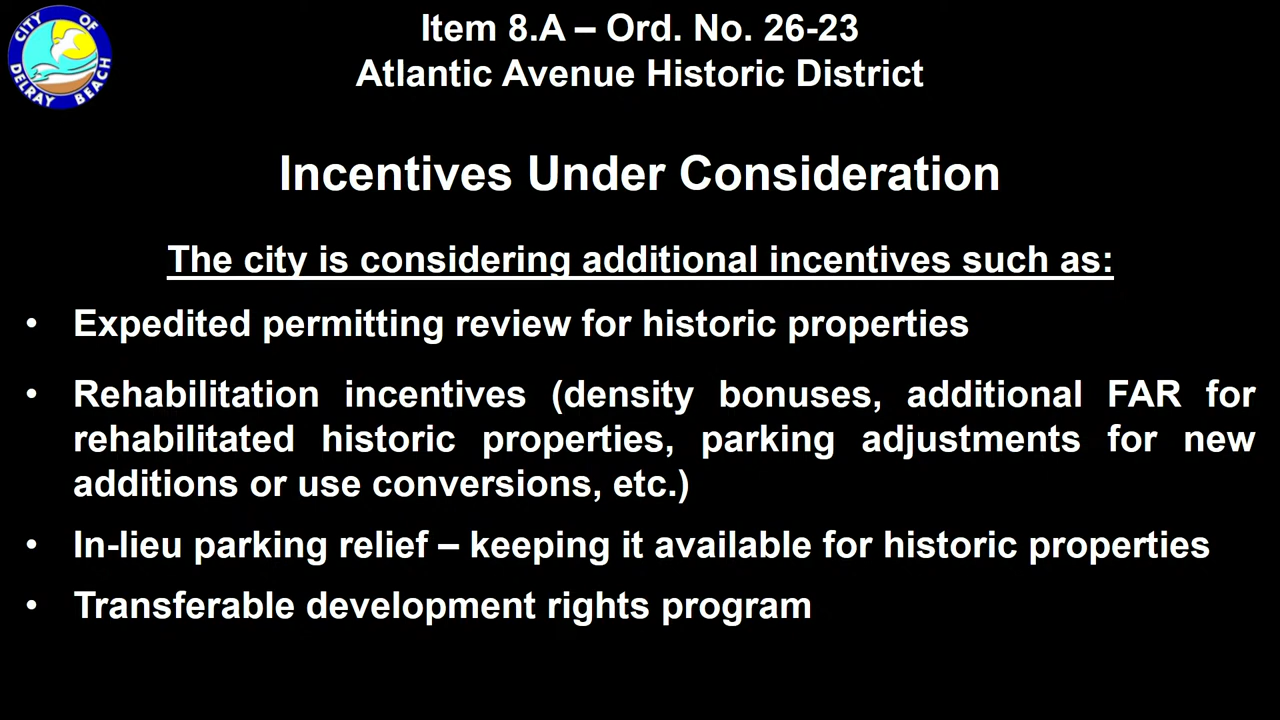 CITY OF
DELRAY BEACH
Item 8.A – Ord. No. 26-23
Atlantic Avenue Historic District
Incentives Under Consideration
The city is considering additional incentives such as:
• Expedited permitting review for historic properties
• Rehabilitation incentives (density bonuses, additional FAR for
rehabilitated historic properties, parking adjustments for new
additions or use conversions, etc.)
• In-lieu parking relief – keeping it available for historic properties
• Transferable development rights program